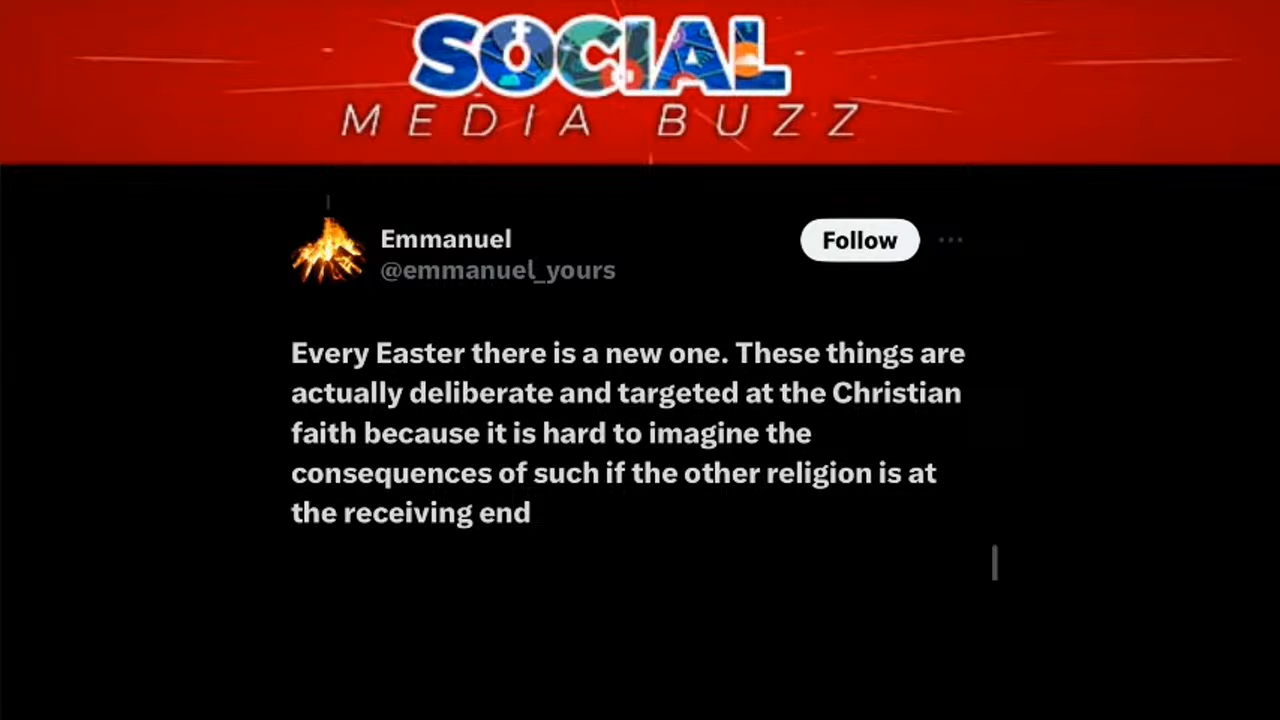 SOCIAL
MEDIA BUZZ
Emmanuel
Follow
@emmanuel_yours
Every Easter there is a new one. These things are
actually deliberate and targeted at the Christian
faith because it is hard to imagine the
consequences of such if the other religion is at
the receiving end